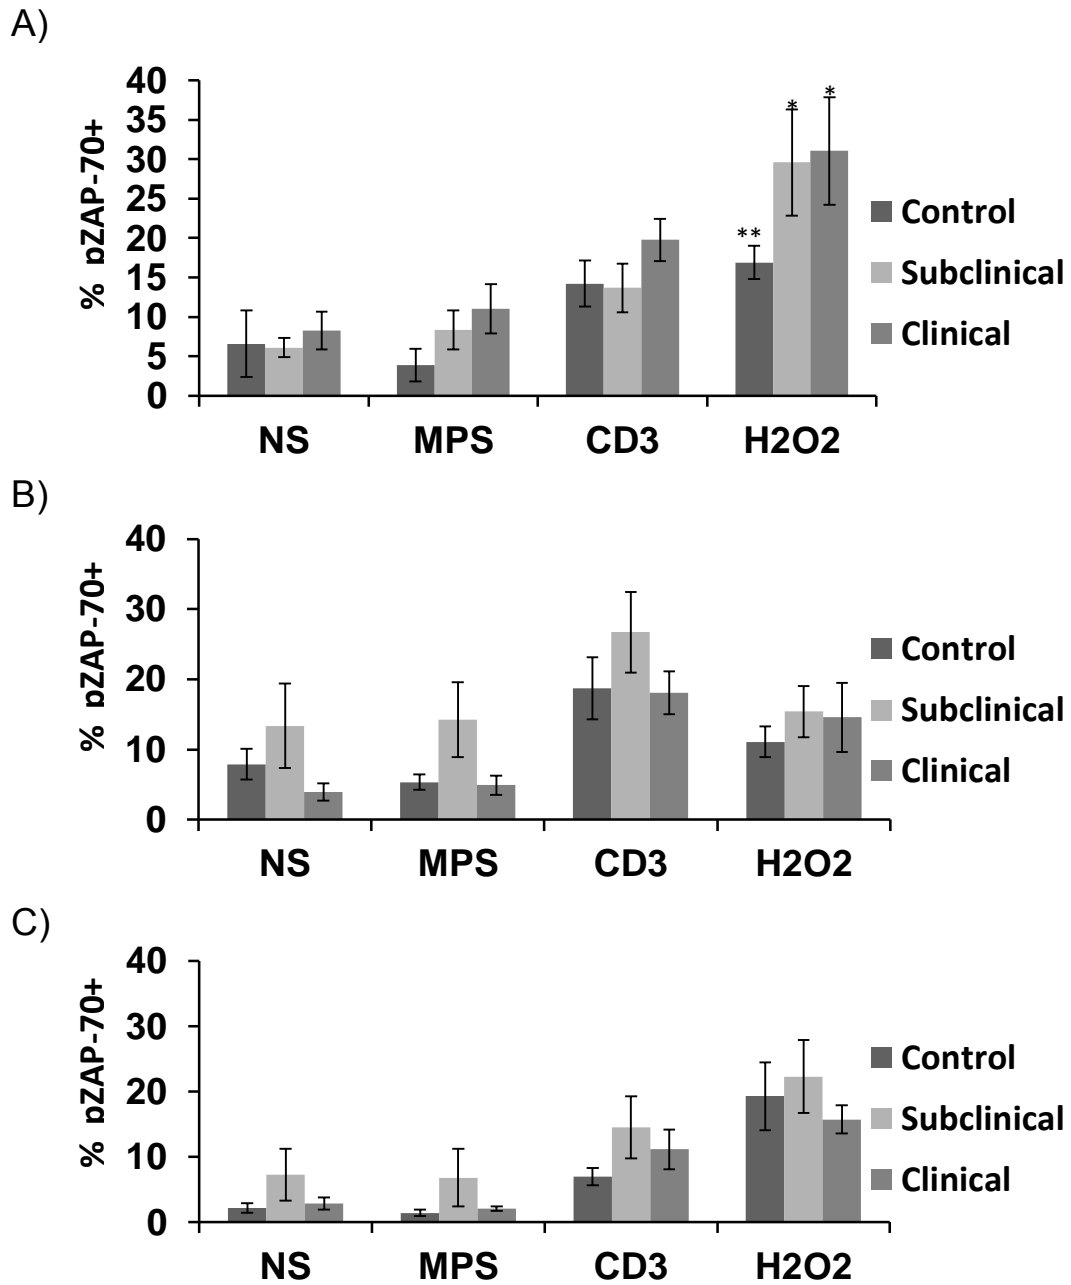 A)
% pZAP-70+
40
35
30
25
20
15
10
5
0
**
*
*
NS MPS CD3 H2O2
Control
Subclinical
Clinical
B)
% pZAP-70+
40
30
20
10
0
NS MPS CD3 H2O2
Control
Subclinical
Clinical
C)
% pZAP-70+
40
30
20
10
0
NS MPS CD3 H2O2
Control
Subclinical
Clinical